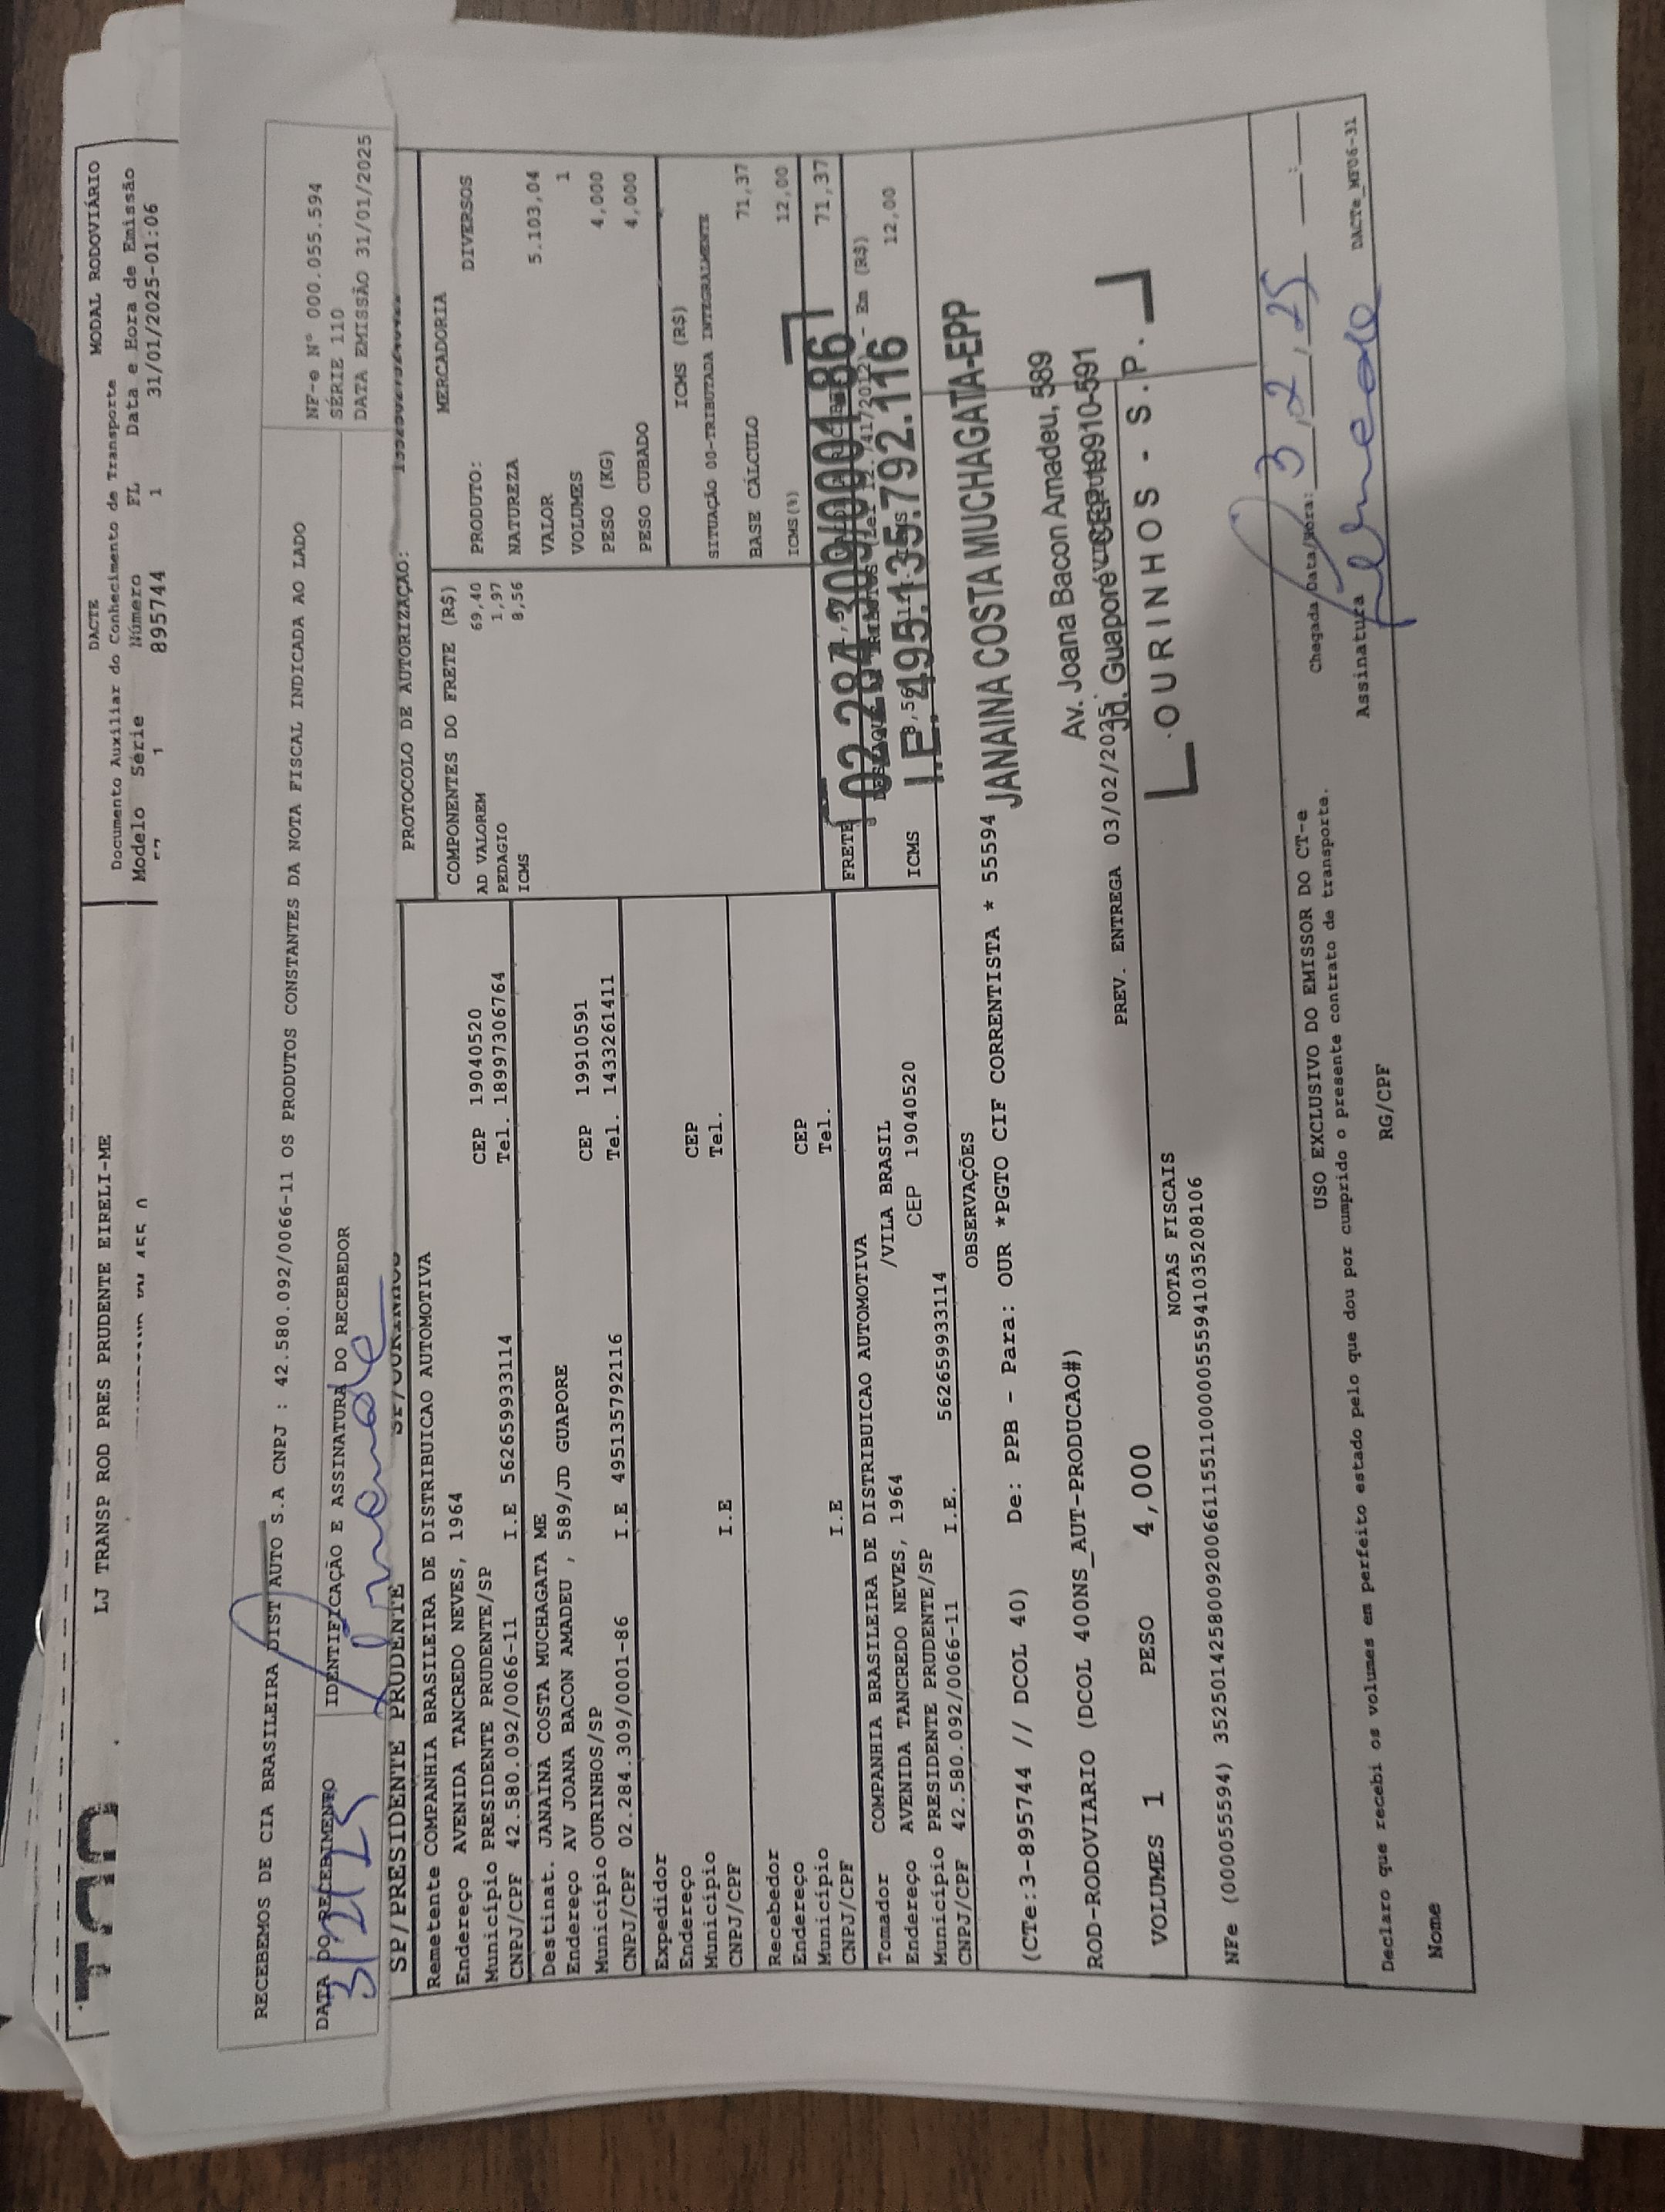 LJ TRANSP ROD PRES PRUDENTE EIRELI-ME
DACTE
MODAL RODOVIÁRIO
Documento Auxiliar do Conhecimento de Transporte
Modelo Série Número FL Data e Hora de Emissão
1 895744 1 31/01/2025-01:06
RECEBEMOS DE CIA BRASILEIRA DIST AUTO S.A CNPJ : 42.580.092/0066-11 OS PRODUTOS CONSTANTES DA NOTA FISCAL INDICADA AO LADO
NF-e N° 000.055.594
SÉRIE 110
DATA EMISSÃO 31/01/2025
DATA DO RECEBIMENTO
3/2/25
IDENTIFICAÇÃO E ASSINATURA DO RECEBEDOR
SP/PRESIDENTE PRUDENTE SP/OURINHOS
PROTOCOLO DE AUTORIZAÇÃO:
Remetente COMPANHIA BRASILEIRA DE DISTRIBUICAO AUTOMOTIVA
Endereço AVENIDA TANCREDO NEVES, 1964 CEP 19040520
Município PRESIDENTE PRUDENTE/SP Tel. 18997306764
CNPJ/CPF 42.580.092/0066-11 I.E 562659933114
Destinat. JANAINA COSTA MUCHAGATA ME
Endereço AV JOANA BACON AMADEU , 589/JD GUAPORE CEP 19910591
Município OURINHOS/SP Tel. 1433261411
CNPJ/CPF 02.284.309/0001-86 I.E 495135792116
Expedidor
Endereço CEP
Município Tel.
CNPJ/CPF I.E
Recebedor
Endereço CEP
Município Tel.
CNPJ/CPF I.E
Tomador COMPANHIA BRASILEIRA DE DISTRIBUICAO AUTOMOTIVA
Endereço AVENIDA TANCREDO NEVES, 1964 /VILA BRASIL
Município PRESIDENTE PRUDENTE/SP CEP 19040520
CNPJ/CPF 42.580.092/0066-11 I.E. 562659933114
COMPONENTES DO FRETE (R$)
AD VALOREM 69,40
PEDAGIO 1,97
ICMS 8,56
MERCADORIA
PRODUTO: DIVERSOS
NATUREZA
VALOR 5.103,04
VOLUMES 1
PESO (KG) 4,000
PESO CUBADO 4,000
ICMS (R$)
SITUAÇÃO 00-TRIBUTADA INTEGRALMENTE
BASE CÁLCULO 71,37
ICMS(%) 12,00
FRETE 71,37
ICMS 12,00
02.284.309/0001-86
I.E. 495.135.792.116
JANAINA COSTA MUCHAGATA-EPP
Av. Joana Bacon Amadeu, 589
Jd. Guaporé - CEP 19910-591
OURINHOS - S.P.
OBSERVAÇÕES
(CTe:3-895744 // DCOL 40) De: PPB - Para: OUR *PGTO CIF CORRENTISTA * 55594
ROD-RODOVIARIO (DCOL 400NS_AUT-PRODUCAO#)
PREV. ENTREGA 03/02/2025
VOLUMES 1 PESO 4,000
NOTAS FISCAIS
NFe (000055594) 35250142580092006611551100000555941035208106
USO EXCLUSIVO DO EMISSOR DO CT-e
Declaro que recebi os volumes em perfeito estado pelo que dou por cumprido o presente contrato de transporte.
Chegada Data/Hora: 3/2/25
Nome RG/CPF Assinatura
DACTe_MF06-31